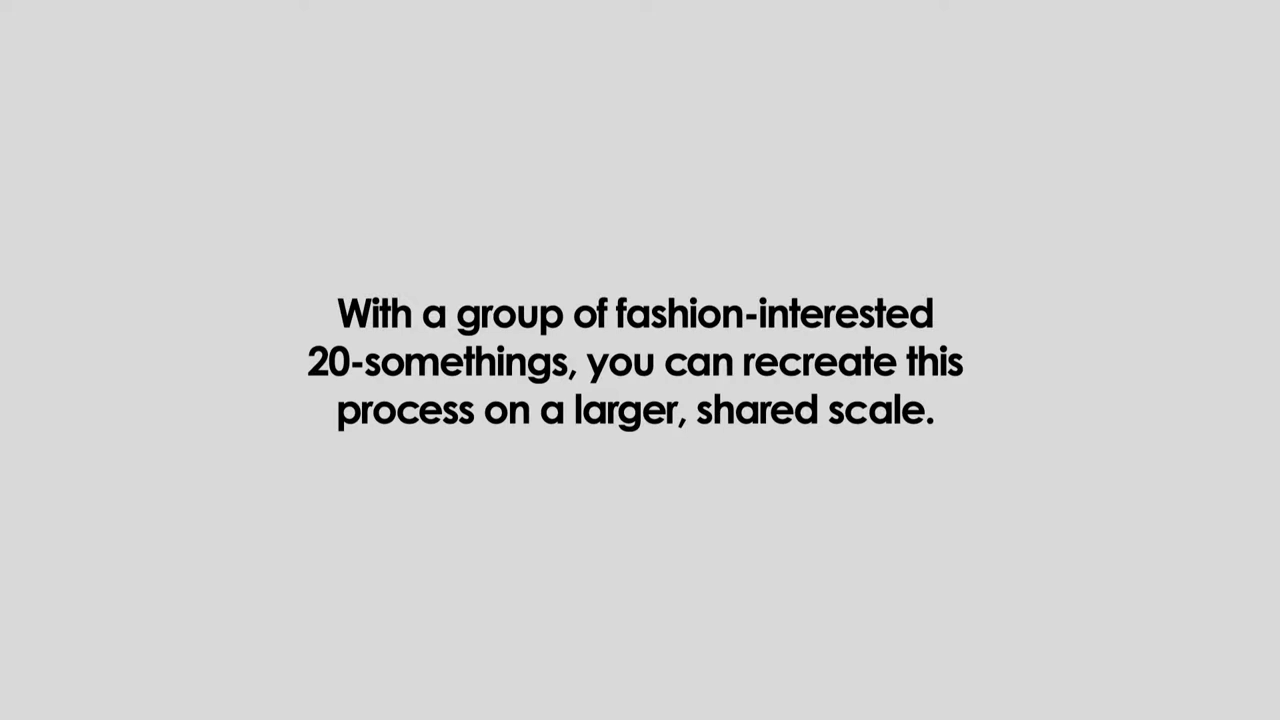 With a group of fashion-interested
20-somethings, you can recreate this
process on a larger, shared scale.